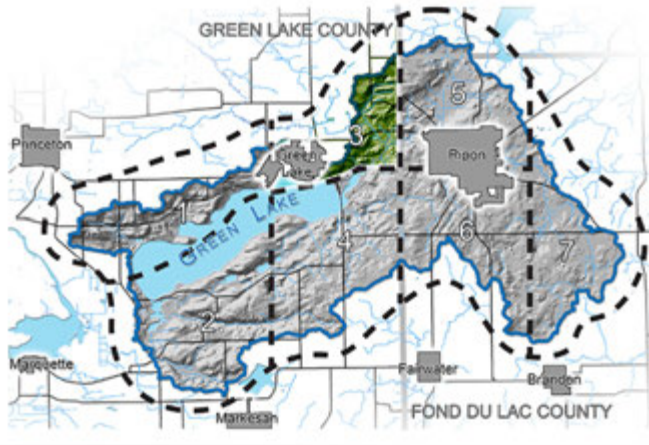 GREEN LAKE COUNTY
5
Princeton
3
Green
Lake
Ripon
1
GREEN LAKE
4
6
7
2
Marquette
Fairwater
Brandon
Markesan
FOND DU LAC COUNTY